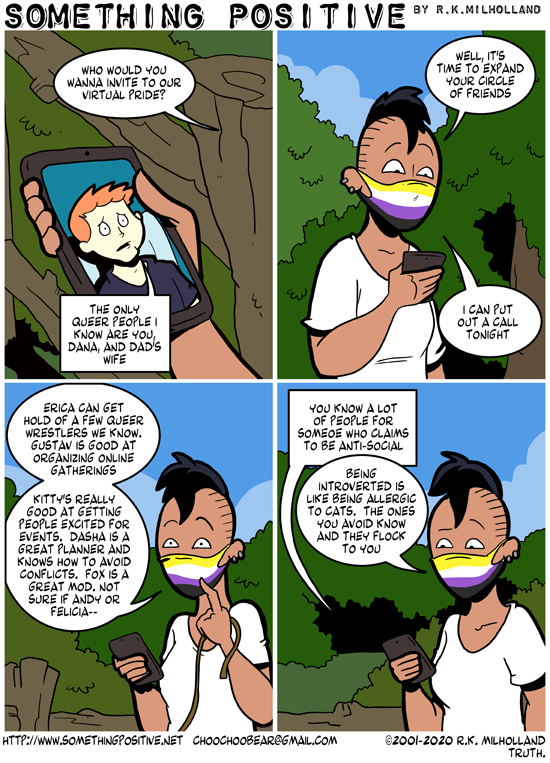 SOMETHING POSITIVE BY R.K.MILHOLLAND
WHO WOULD YOU
WANNA INVITE TO OUR
VIRTUAL PRIDE?
THE ONLY
QUEER PEOPLE I
KNOW ARE YOU,
DANA, AND DAD'S
WIFE
WELL, IT'S
TIME TO EXPAND
YOUR CIRCLE
OF FRIENDS
I CAN PUT
OUT A CALL
TONIGHT
ERICA CAN GET
HOLD OF A FEW QUEER
WRESTLERS WE KNOW.
GUSTAV IS GOOD AT
ORGANIZING ONLINE
GATHERINGS
KITTY'S REALLY
GOOD AT GETTING
PEOPLE EXCITED FOR
EVENTS. DASHA IS A
GREAT PLANNER AND
KNOWS HOW TO AVOID
CONFLICTS. FOX IS A
GREAT MOD. NOT
SURE IF ANDY OR
FELICIA--
YOU KNOW A LOT
OF PEOPLE FOR
SOMEOE WHO CLAIMS
TO BE ANTI-SOCIAL
BEING
INTROVERTED IS
LIKE BEING ALLERGIC
TO CATS. THE ONES
YOU AVOID KNOW
AND THEY FLOCK
TO YOU
HTTP://WWW.SOMETHINGPOSITIVE.NET CHOOCHOOBEAR@GMAIL.COM ©2001-2020 R.K. MILHOLLAND
TRUTH.